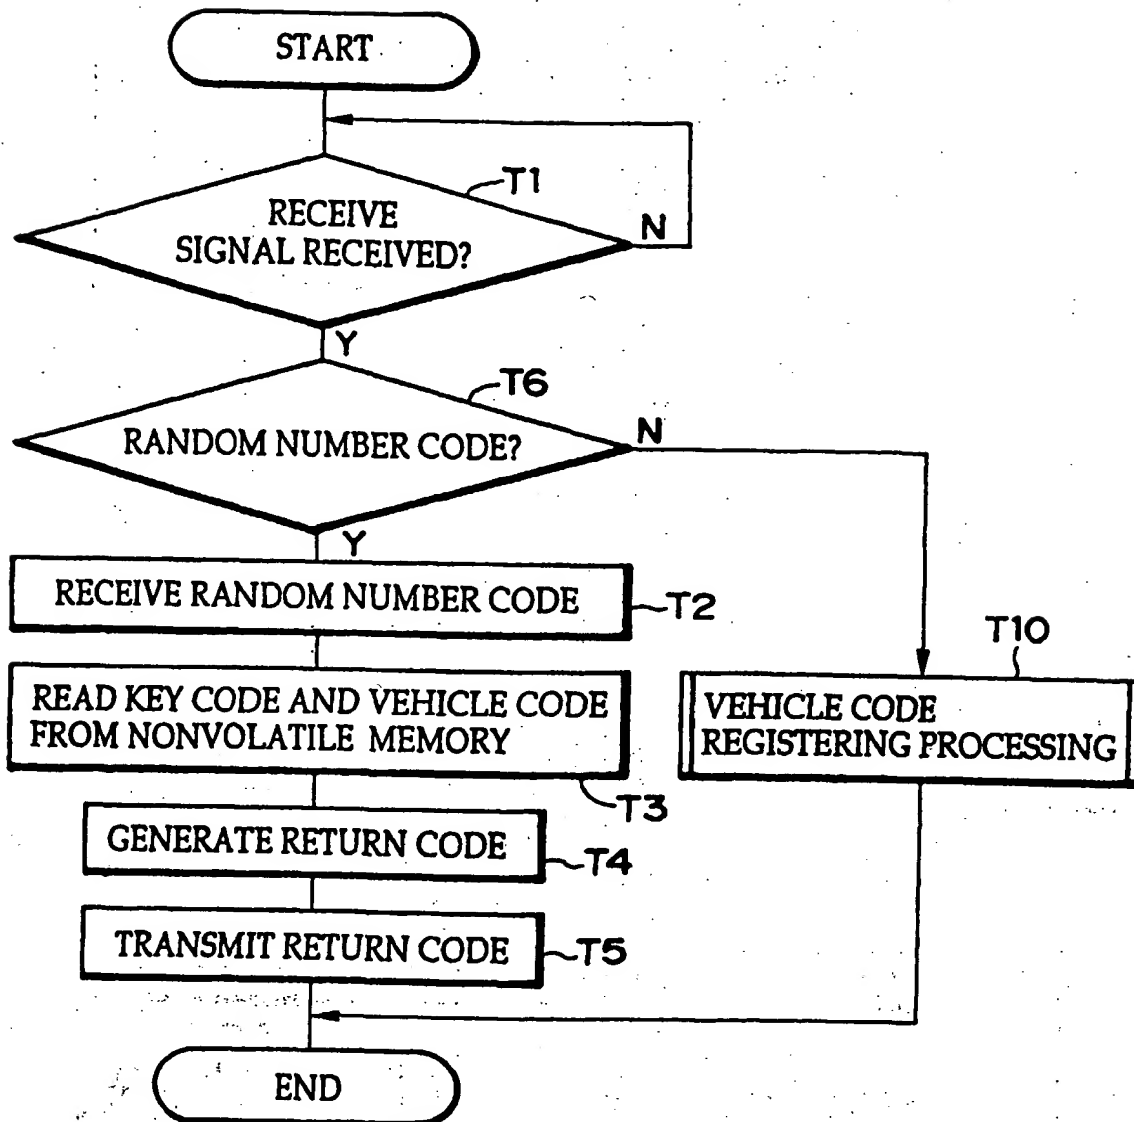 START
T1
RECEIVE
SIGNAL RECEIVED?
N
Y
T6
RANDOM NUMBER CODE?
N
Y
RECEIVE RANDOM NUMBER CODE
T2
T10
READ KEY CODE AND VEHICLE CODE
FROM NONVOLATILE MEMORY
VEHICLE CODE
REGISTERING PROCESSING
T3
GENERATE RETURN CODE
T4
TRANSMIT RETURN CODE
T5
END